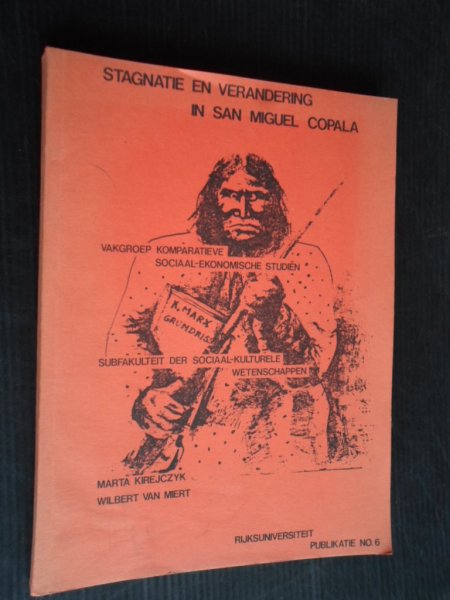 STAGNATIE EN VERANDERING
IN SAN MIGUEL COPALA
VAKGROEP KOMPARATIEVE
SOCIAAL-EKONOMISCHE STUDIËN
K. MARX
GRUNDRISSE
SUBFAKULTEIT DER SOCIAAL-KULTURELE
WETENSCHAPPEN
MARTA KIREJCZYK
WILBERT VAN MIERT
RIJKSUNIVERSITEIT
PUBLIKATIE NO. 6